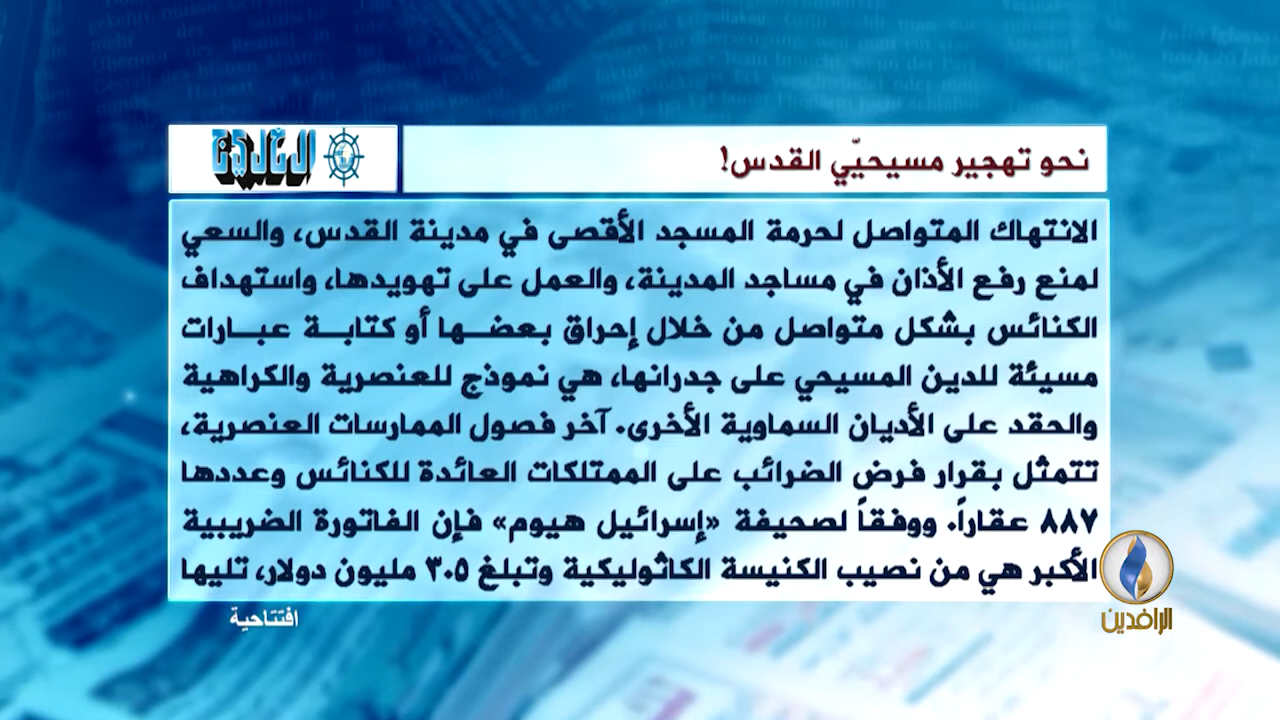 نحو تهجير مسيحيّي القدس!
الخليج
الانتهاك المتواصل لحرمة المسجد الأقصى في مدينة القدس، والسعي
لمنع رفع الأذان في مساجد المدينة، والعمل على تهويدها، واستهداف
الكنائس بشكل متواصل من خلال إحراق بعضها أو كتابة عبارات
مسيئة للدين المسيحي على جدرانها، هي نموذج للعنصرية والكراهية
والحقد على الأديان السماوية الأخرى. آخر فصول الممارسات العنصرية،
تتمثل بقرار فرض الضرائب على الممتلكات العائدة للكنائس وعددها
٨٨٧ عقاراً. ووفقاً لصحيفة «إسرائيل هيوم» فإن الفاتورة الضريبية
الأكبر هي من نصيب الكنيسة الكاثوليكية وتبلغ ٣.٥ مليون دولار، تليها
افتتاحية
الرافدين